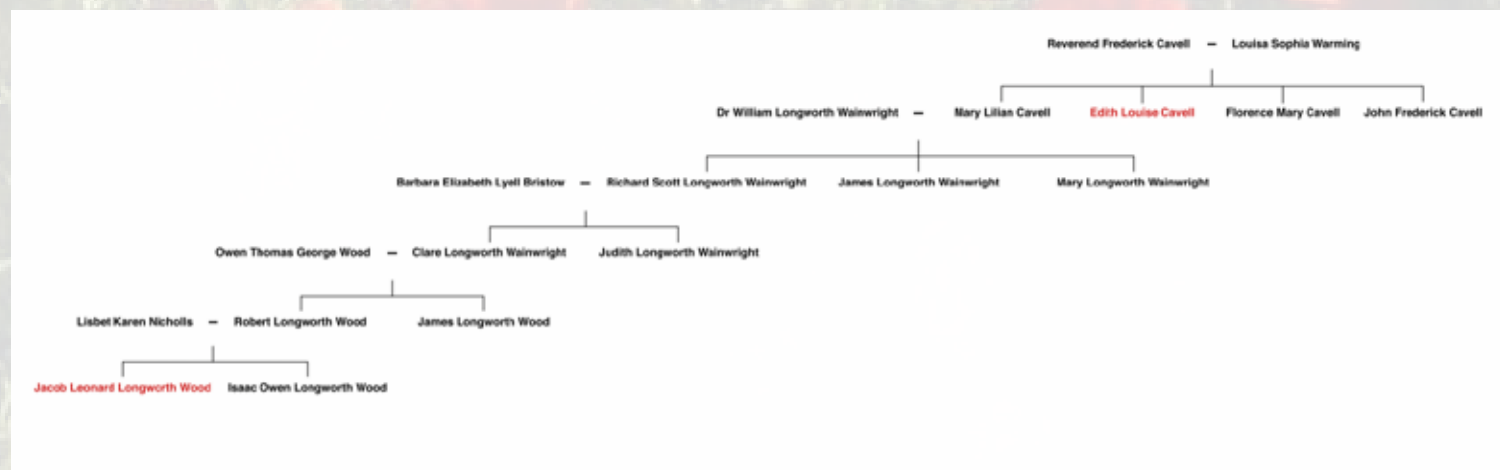 Reverend Frederick Cavell – Louisa Sophia Warming
Dr William Longworth Wainwright – Mary Lilian Cavell Edith Louise Cavell Florence Mary Cavell John Frederick Cavell
Barbara Elizabeth Lyell Bristow – Richard Scott Longworth Wainwright James Longworth Wainwright Mary Longworth Wainwright
Owen Thomas George Wood – Clare Longworth Wainwright Judith Longworth Wainwright
Lisbet Karen Nicholls – Robert Longworth Wood James Longworth Wood
Jacob Leonard Longworth Wood Isaac Owen Longworth Wood